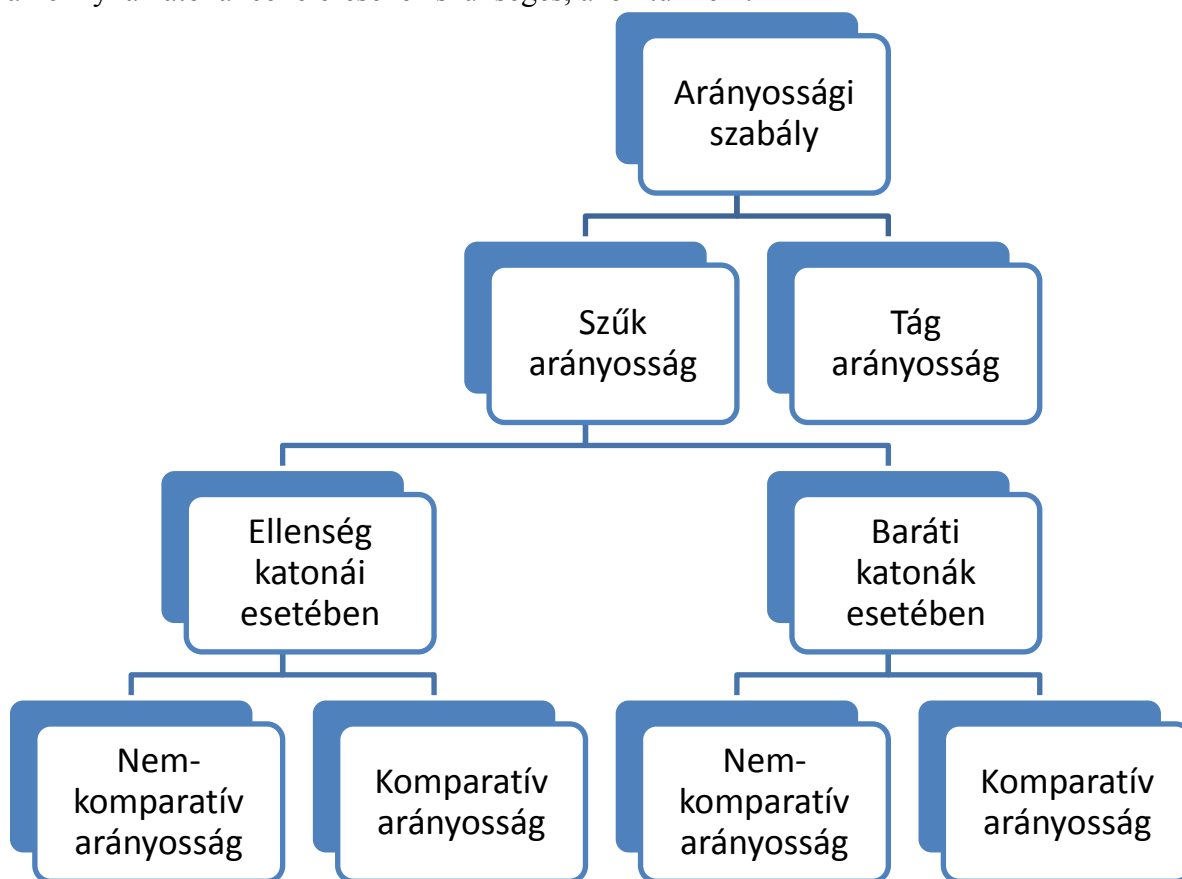 Arányossági
szabály
Szűk
arányosság
Tág
arányosság
Ellenség
katonái
esetében
Baráti
katonák
esetében
Nem-
komparatív
arányosság
Komparatív
arányosság
Nem-
komparatív
arányosság
Komparatív
arányosság